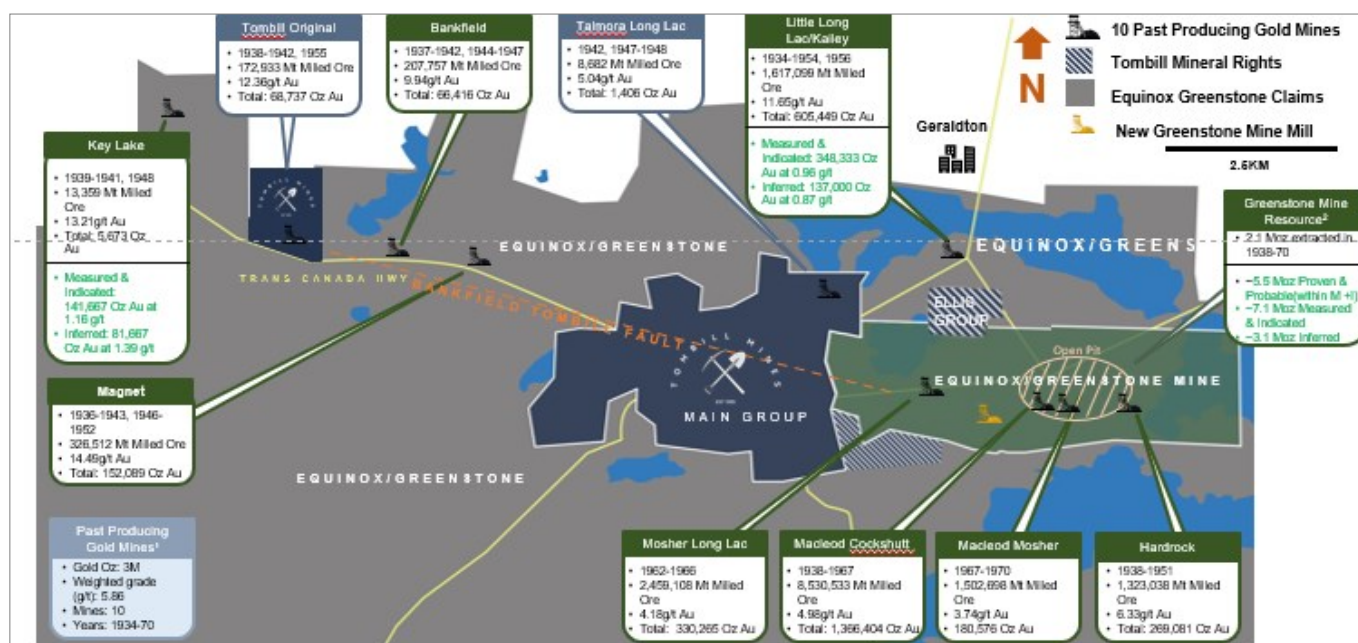 Tombill Original
• 1938-1942, 1955
• 172,933 Mt Milled Ore
• 12.36g/t Au
• Total: 68,737 Oz Au
Bankfield
• 1937-1942, 1944-1947
• 207,757 Mt Milled Ore
• 9.94g/t Au
• Total: 66,416 Oz Au
Talmora Long Lac
• 1942, 1947-1948
• 8,682 Mt Milled Ore
• 5.04g/t Au
• Total: 1,406 Oz Au
Little Long
Lac/Kailey
• 1934-1954, 1956
• 1,617,099 Mt Milled
Ore
• 11.65g/t Au
• Total: 605,449 Oz Au
• Measured &
Indicated: 348,333 Oz
Au at 0.96 g/t
• Inferred: 137,000 Oz
Au at 0.87 g/t
N
10 Past Producing Gold Mines
Tombill Mineral Rights
Equinox Greenstone Claims
New Greenstone Mine Mill
2.5KM
Geraldton
Key Lake
• 1939-1941, 1948
• 13,359 Mt Milled
Ore
• 13.21g/t Au
• Total: 5,673 Oz
Au
• Measured &
Indicated:
141,667 Oz Au at
1.16 g/t
• Inferred: 81,667
Oz Au at 1.39 g/t
TOMBILL MINES
Greenstone Mine
Resource²
• 2.1 Moz extracted in
1938-70
• ~5.5 Moz Proven &
Probable(within M +I)
• ~7.1 Moz Measured
& Indicated
• ~3.1 Moz Inferred
EQUINOX/GREENSTONE
EQUINOX/GREENS
TRANS CANADA HWY
BANKFIELD TOMBILL FAULT
ELLIS
GROUP
Open Pit
EQUINOX/GREENSTONE MINE
TOMBILL MINES
MAIN GROUP
Magnet
• 1936-1943, 1946-
1952
• 326,512 Mt Milled Ore
• 14.49g/t Au
• Total: 152,089 Oz Au
EQUINOX/GREENSTONE
Past Producing
Gold Mines¹
• Gold Oz: 3M
• Weighted grade
(g/t): 5.86
• Mines: 10
• Years: 1934-70
Mosher Long Lac
• 1962-1966
• 2,459,108 Mt Milled
Ore
• 4.18g/t Au
• Total: 330,265 Oz Au
Macleod Cockshutt
• 1938-1967
• 8,530,533 Mt Milled
Ore
• 4.98g/t Au
• Total: 1,366,404 Oz Au
Macleod Mosher
• 1967-1970
• 1,502,698 Mt Milled
Ore
• 3.74g/t Au
• 180,576 Oz Au
Hardrock
• 1938-1951
• 1,323,038 Mt Milled
Ore
• 6.33g/t Au
• Total: 269,081 Oz Au